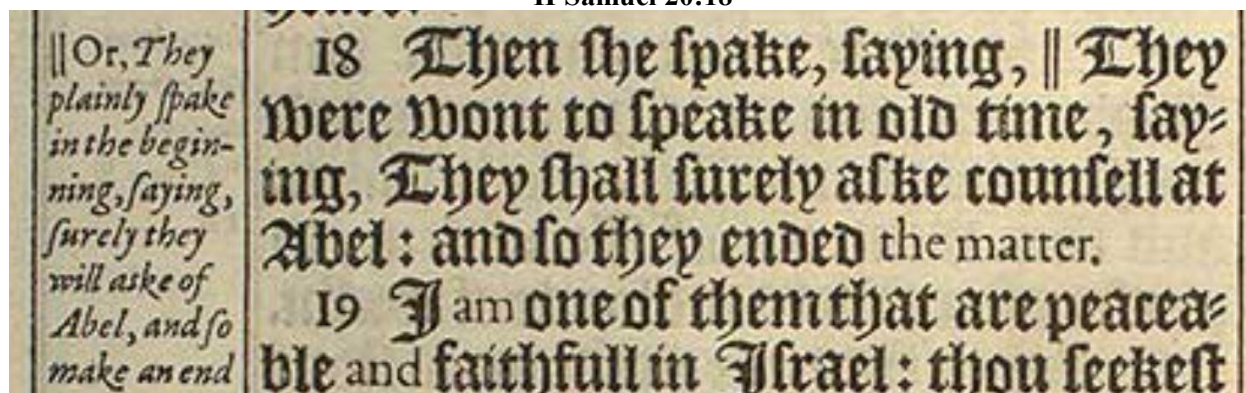 II Samuel 20:18
||Or, They
plainly ſpake
in the begin-
ning, ſaying,
ſurely they
will aske of
Abel, and ſo
make an end
18 Then ſhe ſpake, ſaying, || They
were wont to ſpeake in old time, ſay⸗
ing, They ſhall ſurely aſke counſell at
Abel: and ſo they ended the matter.
19 I am one of them that are peacea⸗
ble and faithfull in Iſrael: thou ſeekeſt